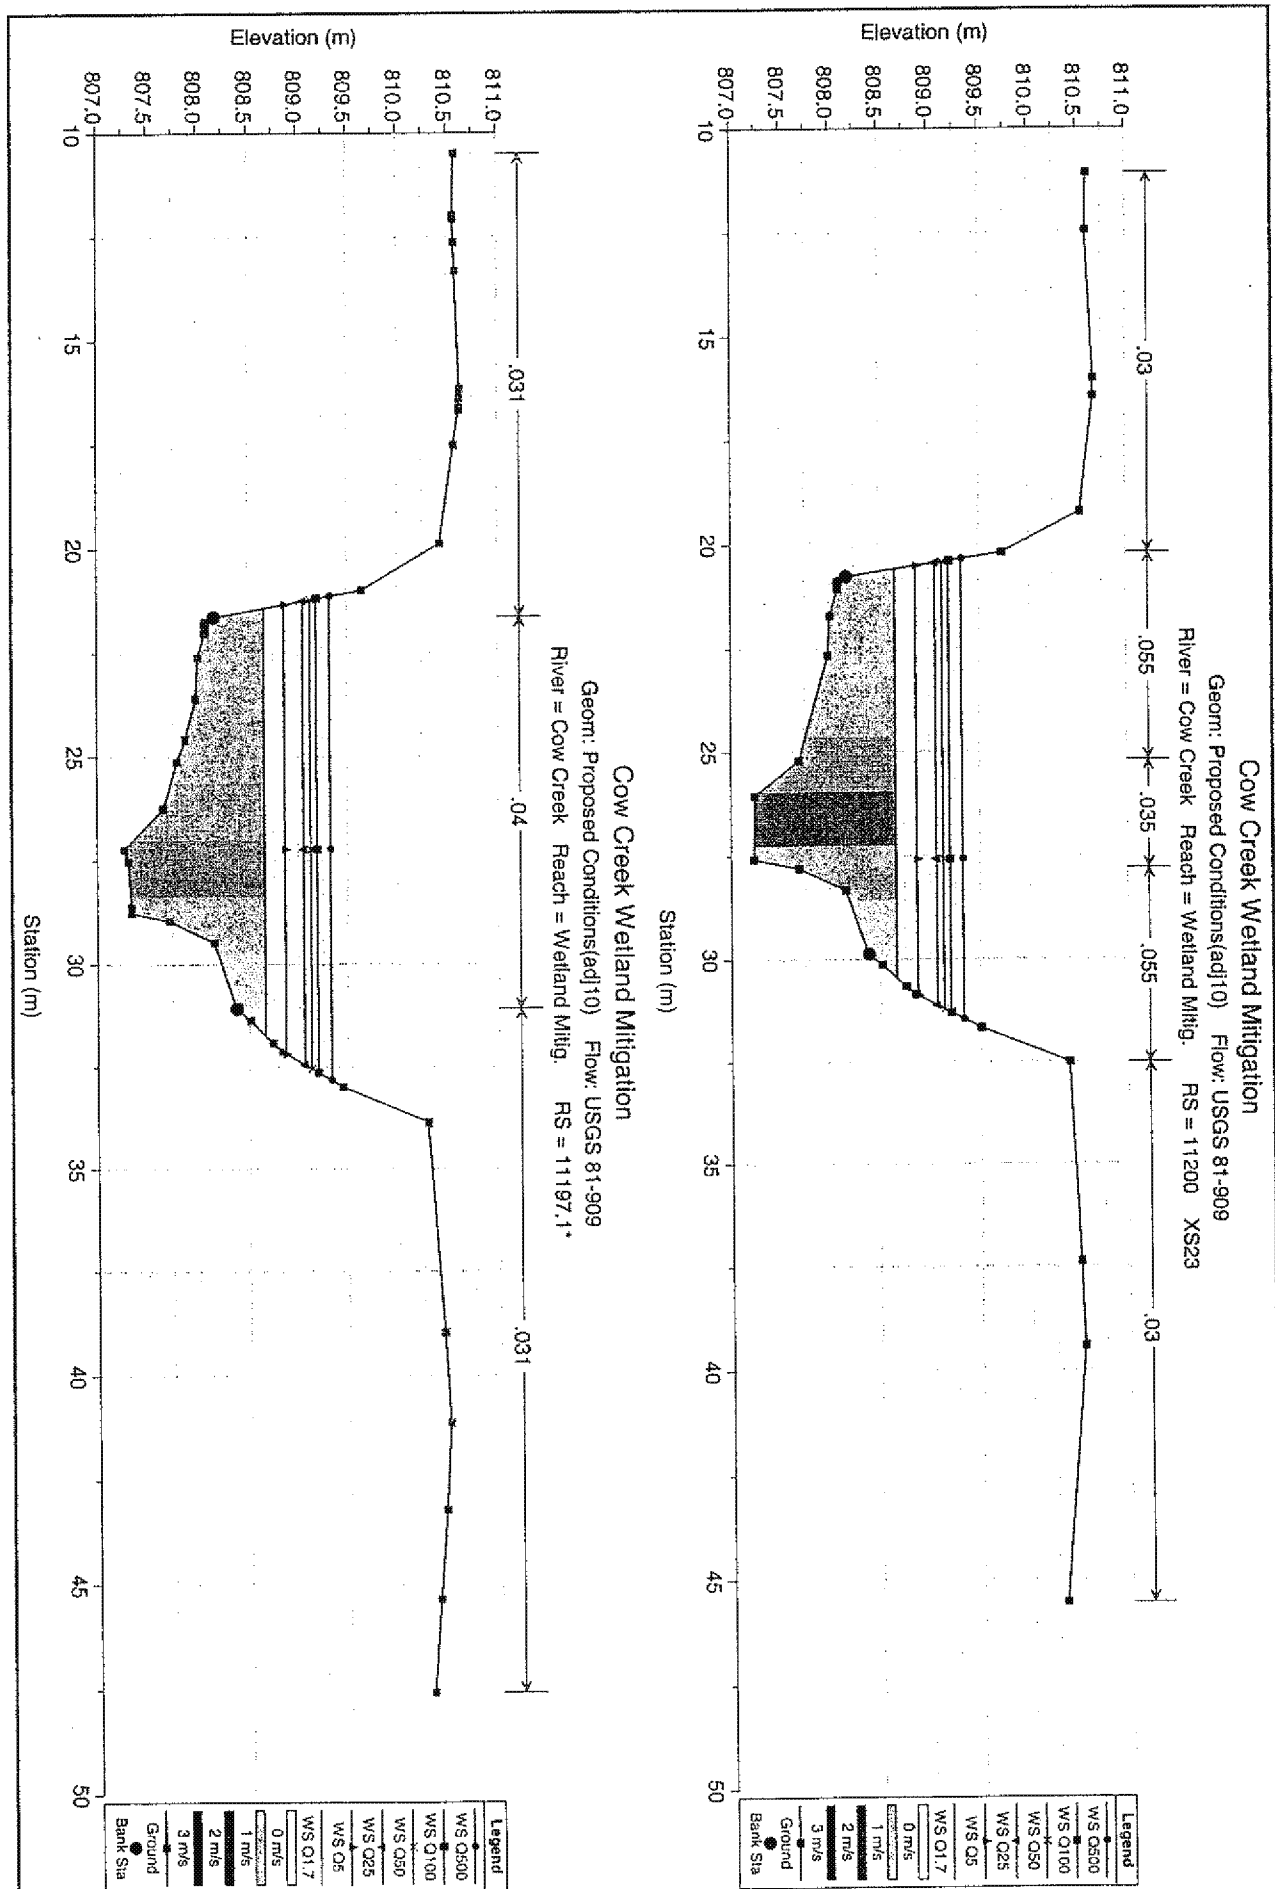 Cow Creek Wetland Mitigation
Geom: Proposed Conditions(adj10) Flow: USGS 81-909
River = Cow Creek Reach = Wetland Mitig. RS = 11200 XS23
.03
.055
.035
.055
.03
Elevation (m)
811.0
810.5
810.0
809.5
809.0
808.5
808.0
807.5
807.0
10
15
20
25
30
35
40
45
50
Station (m)
Legend
WS Q500
WS Q100
WS Q50
WS Q25
WS Q5
WS Q1.7
0 m/s
1 m/s
2 m/s
3 m/s
Ground
Bank Sta
Cow Creek Wetland Mitigation
Geom: Proposed Conditions(adj10) Flow: USGS 81-909
River = Cow Creek Reach = Wetland Mitig. RS = 11197.1*
.031
.04
.031
Elevation (m)
811.0
810.5
810.0
809.5
809.0
808.5
808.0
807.5
807.0
10
15
20
25
30
35
40
45
50
Station (m)
Legend
WS Q500
WS Q100
WS Q50
WS Q25
WS Q5
WS Q1.7
0 m/s
1 m/s
2 m/s
3 m/s
Ground
Bank Sta